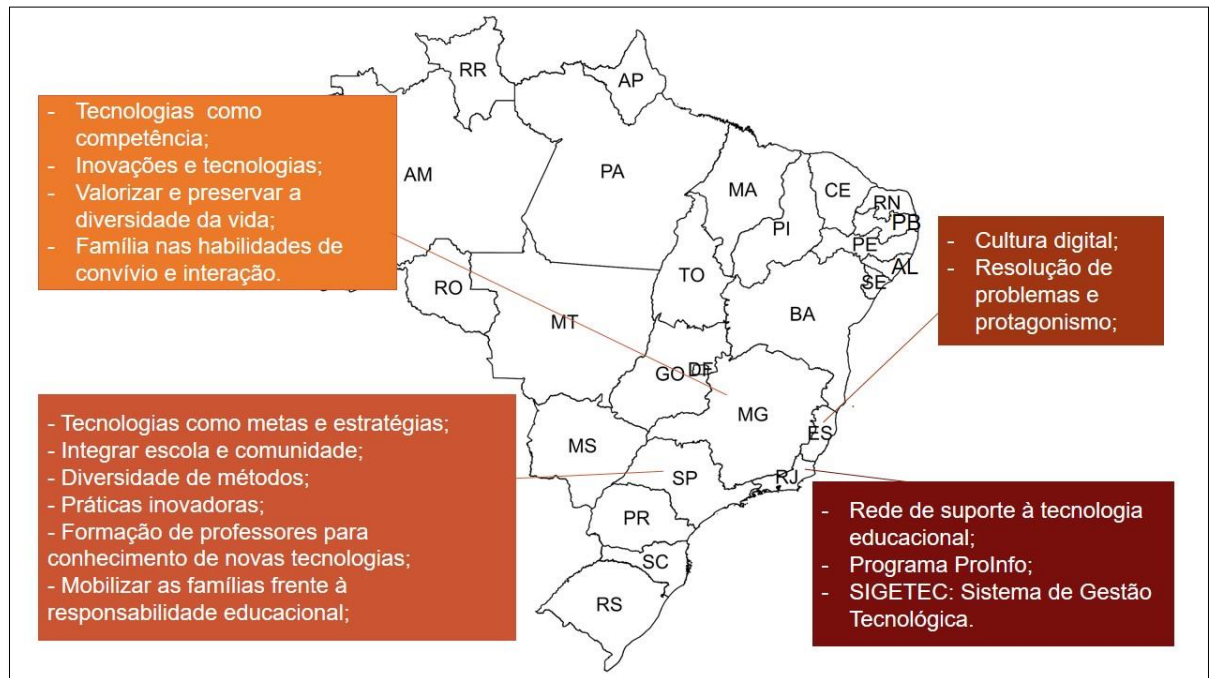 RR
AP
AM
PA
MA
CE
RN
PB
PI
PE
AL
SE
TO
RO
BA
MT
GO
DF
MG
ES
MS
SP
RJ
PR
SC
RS
- Tecnologias como
competência;
- Inovações e tecnologias;
- Valorizar e preservar a
diversidade da vida;
- Família nas habilidades de
convívio e interação.
- Cultura digital;
- Resolução de
problemas e
protagonismo;
- Tecnologias como metas e estratégias;
- Integrar escola e comunidade;
- Diversidade de métodos;
- Práticas inovadoras;
- Formação de professores para
conhecimento de novas tecnologias;
- Mobilizar as famílias frente à
responsabilidade educacional;
- Rede de suporte à tecnologia
educacional;
- Programa ProInfo;
- SIGETEC: Sistema de Gestão
Tecnológica.